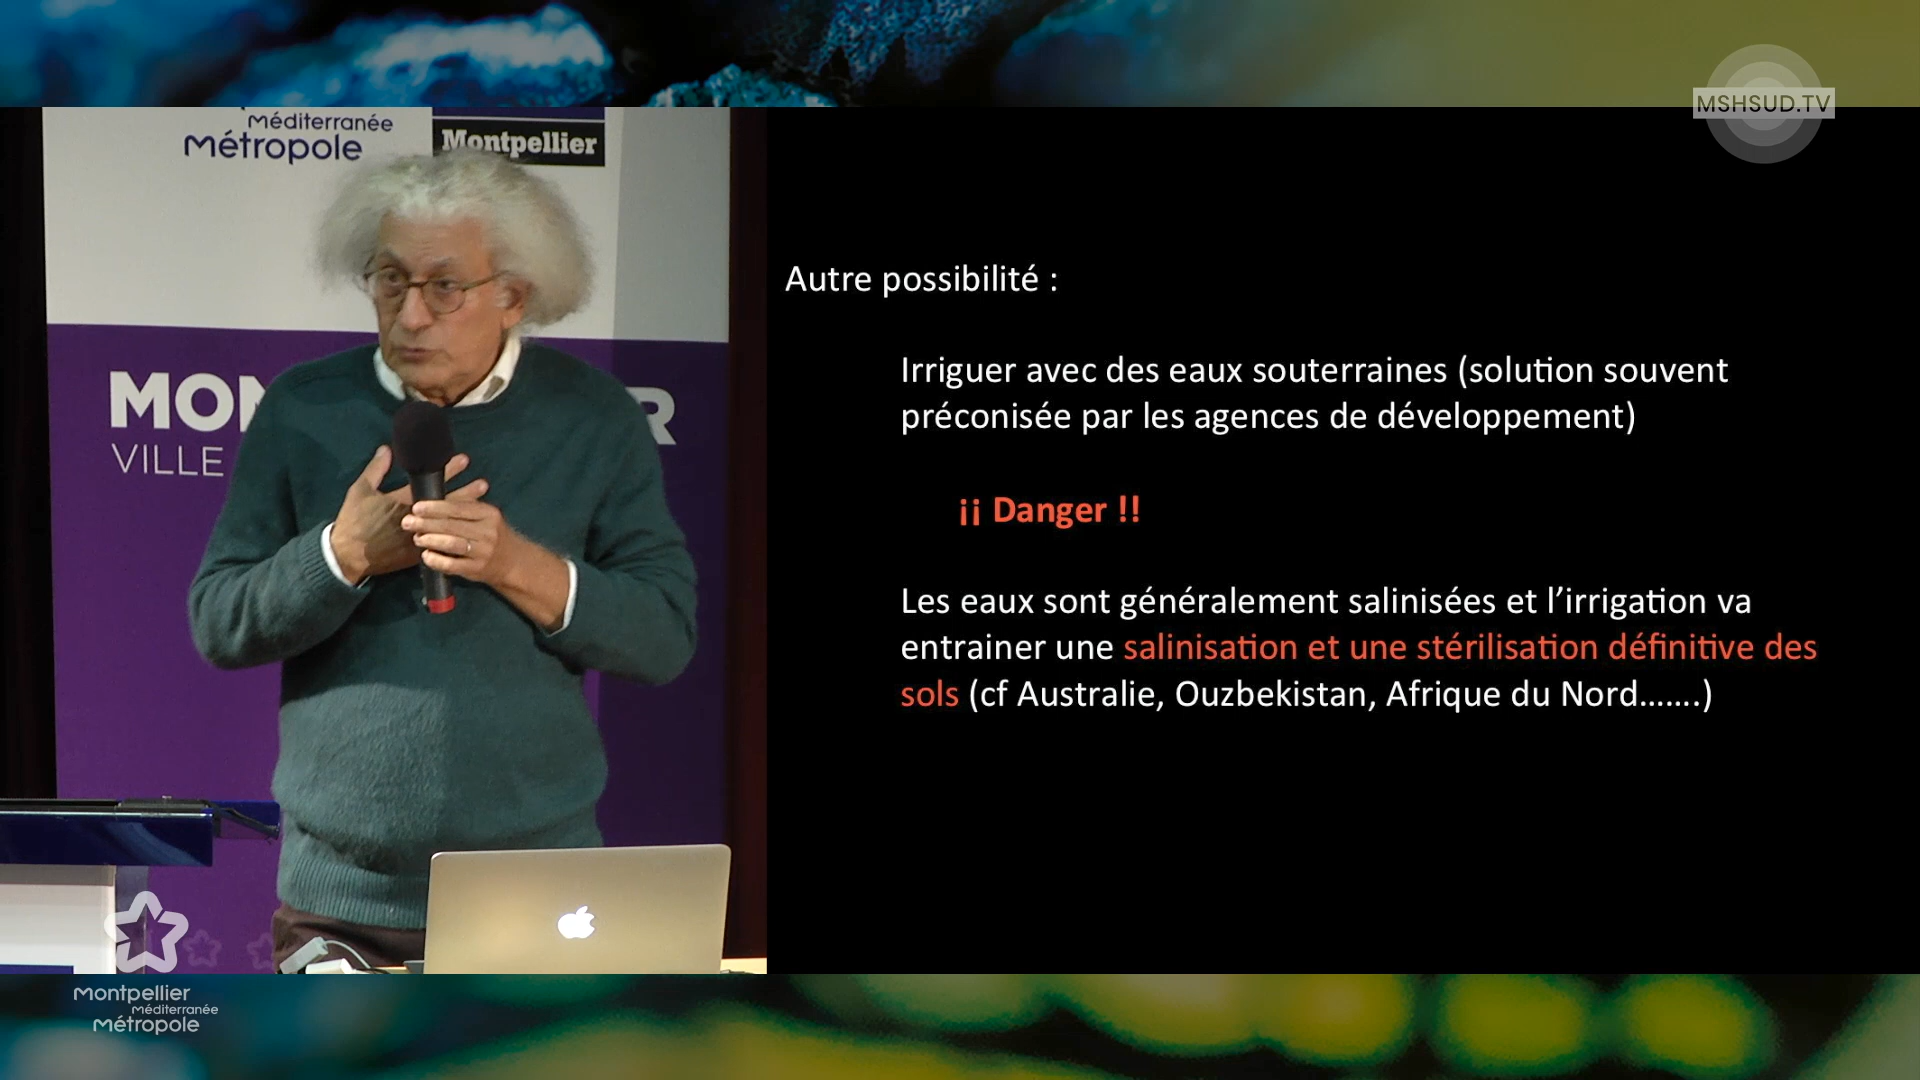 MSHSUD.TV
méditerranée
métropole
Montpellier
MON R
VILLE
Autre possibilité :
Irriguer avec des eaux souterraines (solution souvent
préconisée par les agences de développement)
¡¡ Danger !!
Les eaux sont généralement salinisées et l’irrigation va
entrainer une salinisation et une stérilisation définitive des
sols (cf Australie, Ouzbekistan, Afrique du Nord…….)
montpellier
méditerranée
métropole